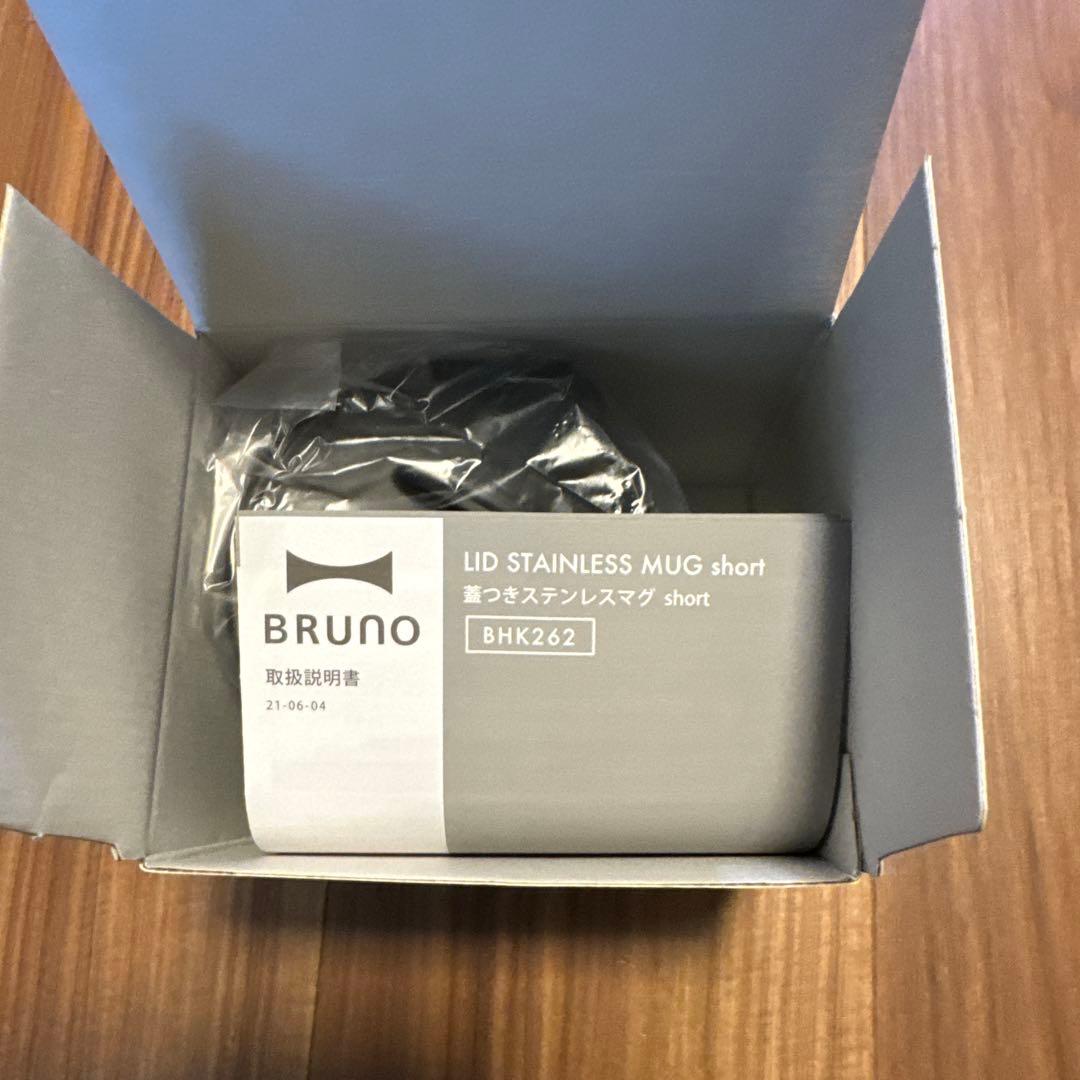 BRUNO
取扱説明書
21-06-04
LID STAINLESS MUG short
蓋つきステンレスマグ short
BHK262